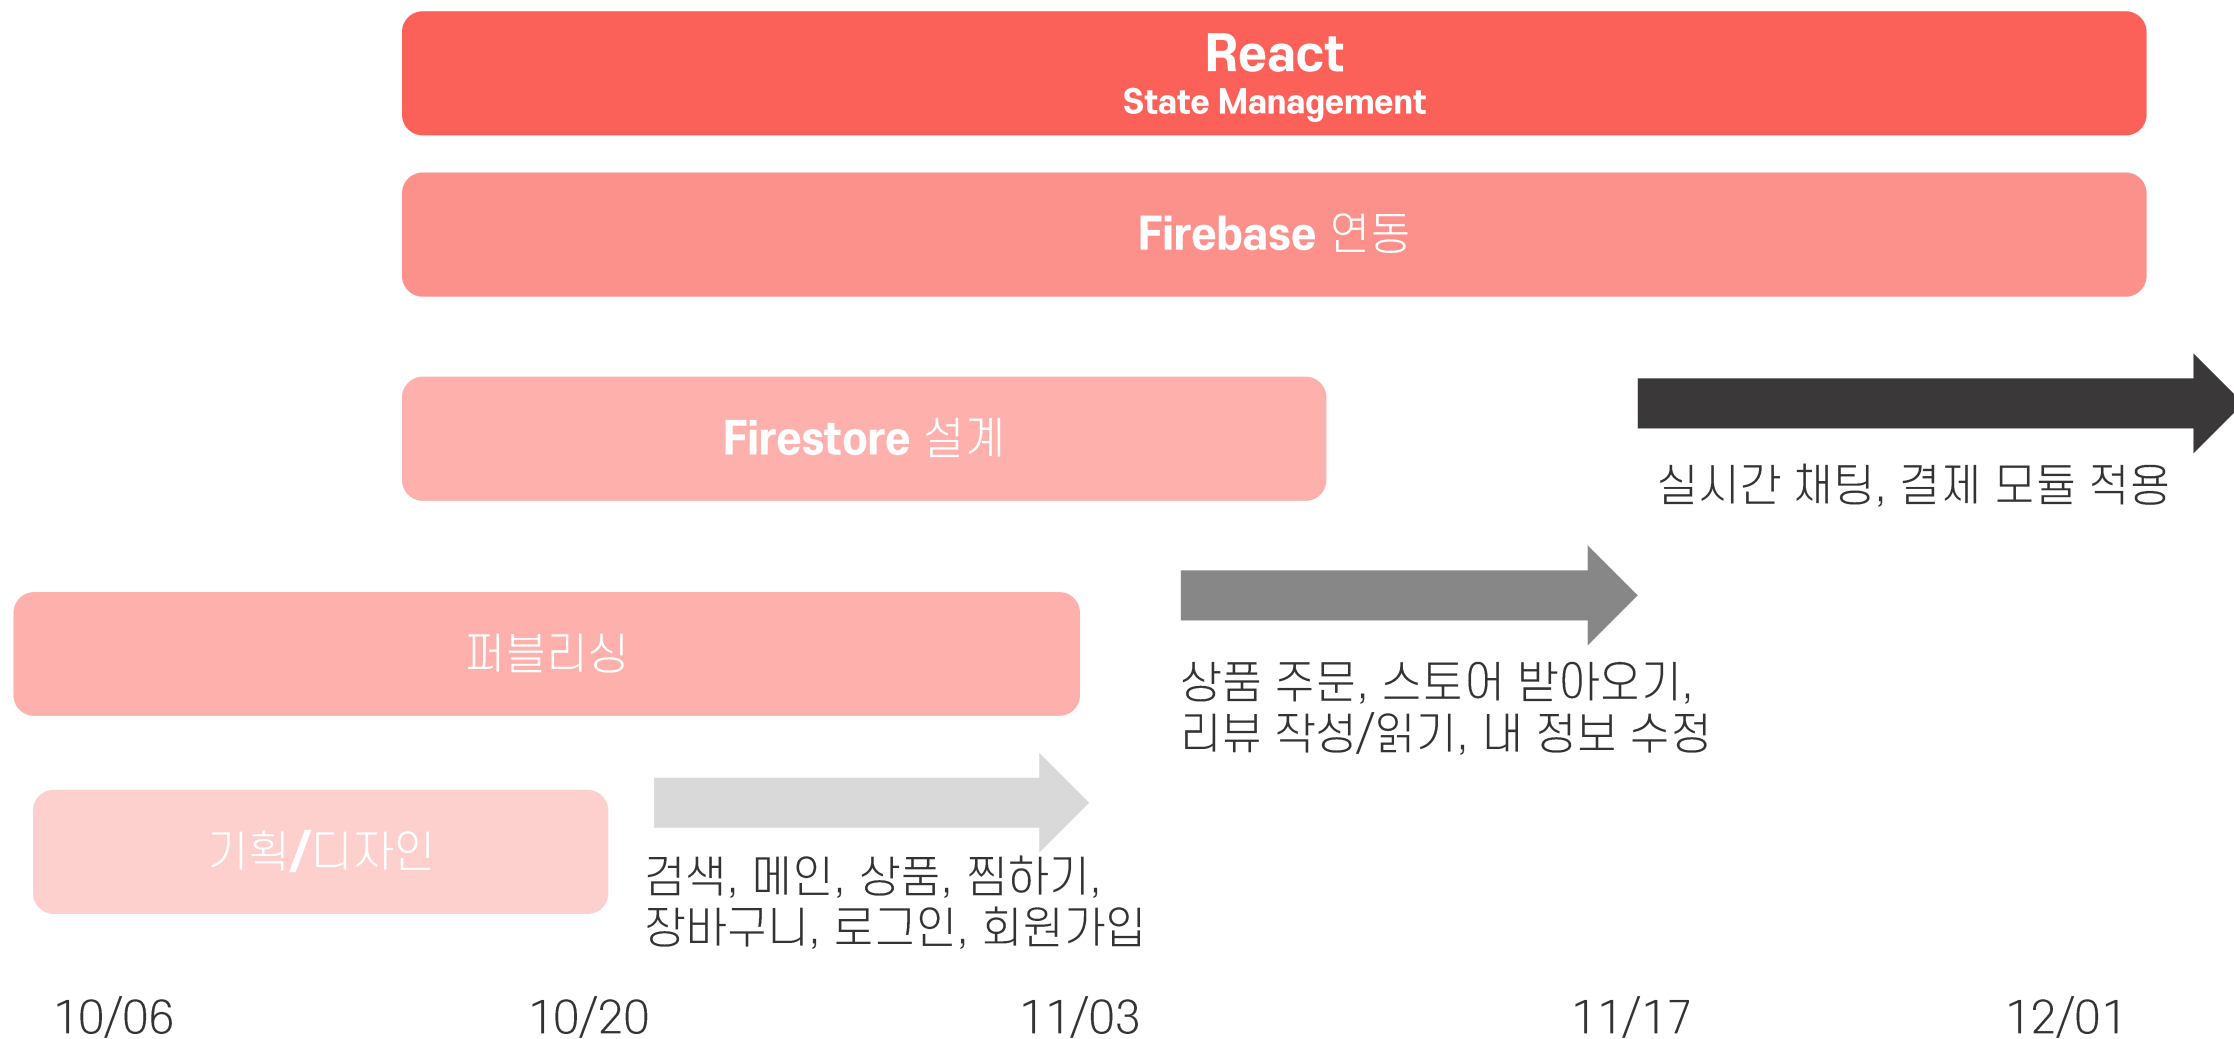 React
State Management
Firebase 연동
Firestore 설계
실시간 채팅, 결제 모듈 적용
퍼블리싱
상품 주문, 스토어 받아오기,
리뷰 작성/읽기, 내 정보 수정
기획/디자인
검색, 메인, 상품, 찜하기,
장바구니, 로그인, 회원가입
10/06
10/20
11/03
11/17
12/01